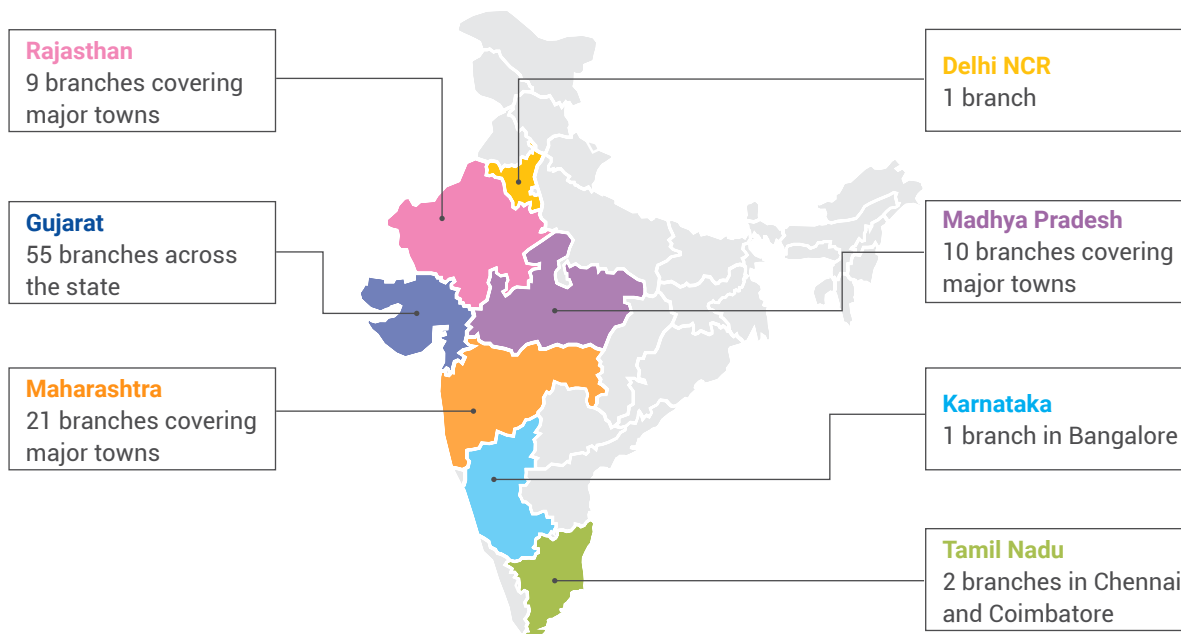 Rajasthan
9 branches covering
major towns
Gujarat
55 branches across
the state
Maharashtra
21 branches covering
major towns
Delhi NCR
1 branch
Madhya Pradesh
10 branches covering
major towns
Karnataka
1 branch in Bangalore
Tamil Nadu
2 branches in Chennai
and Coimbatore